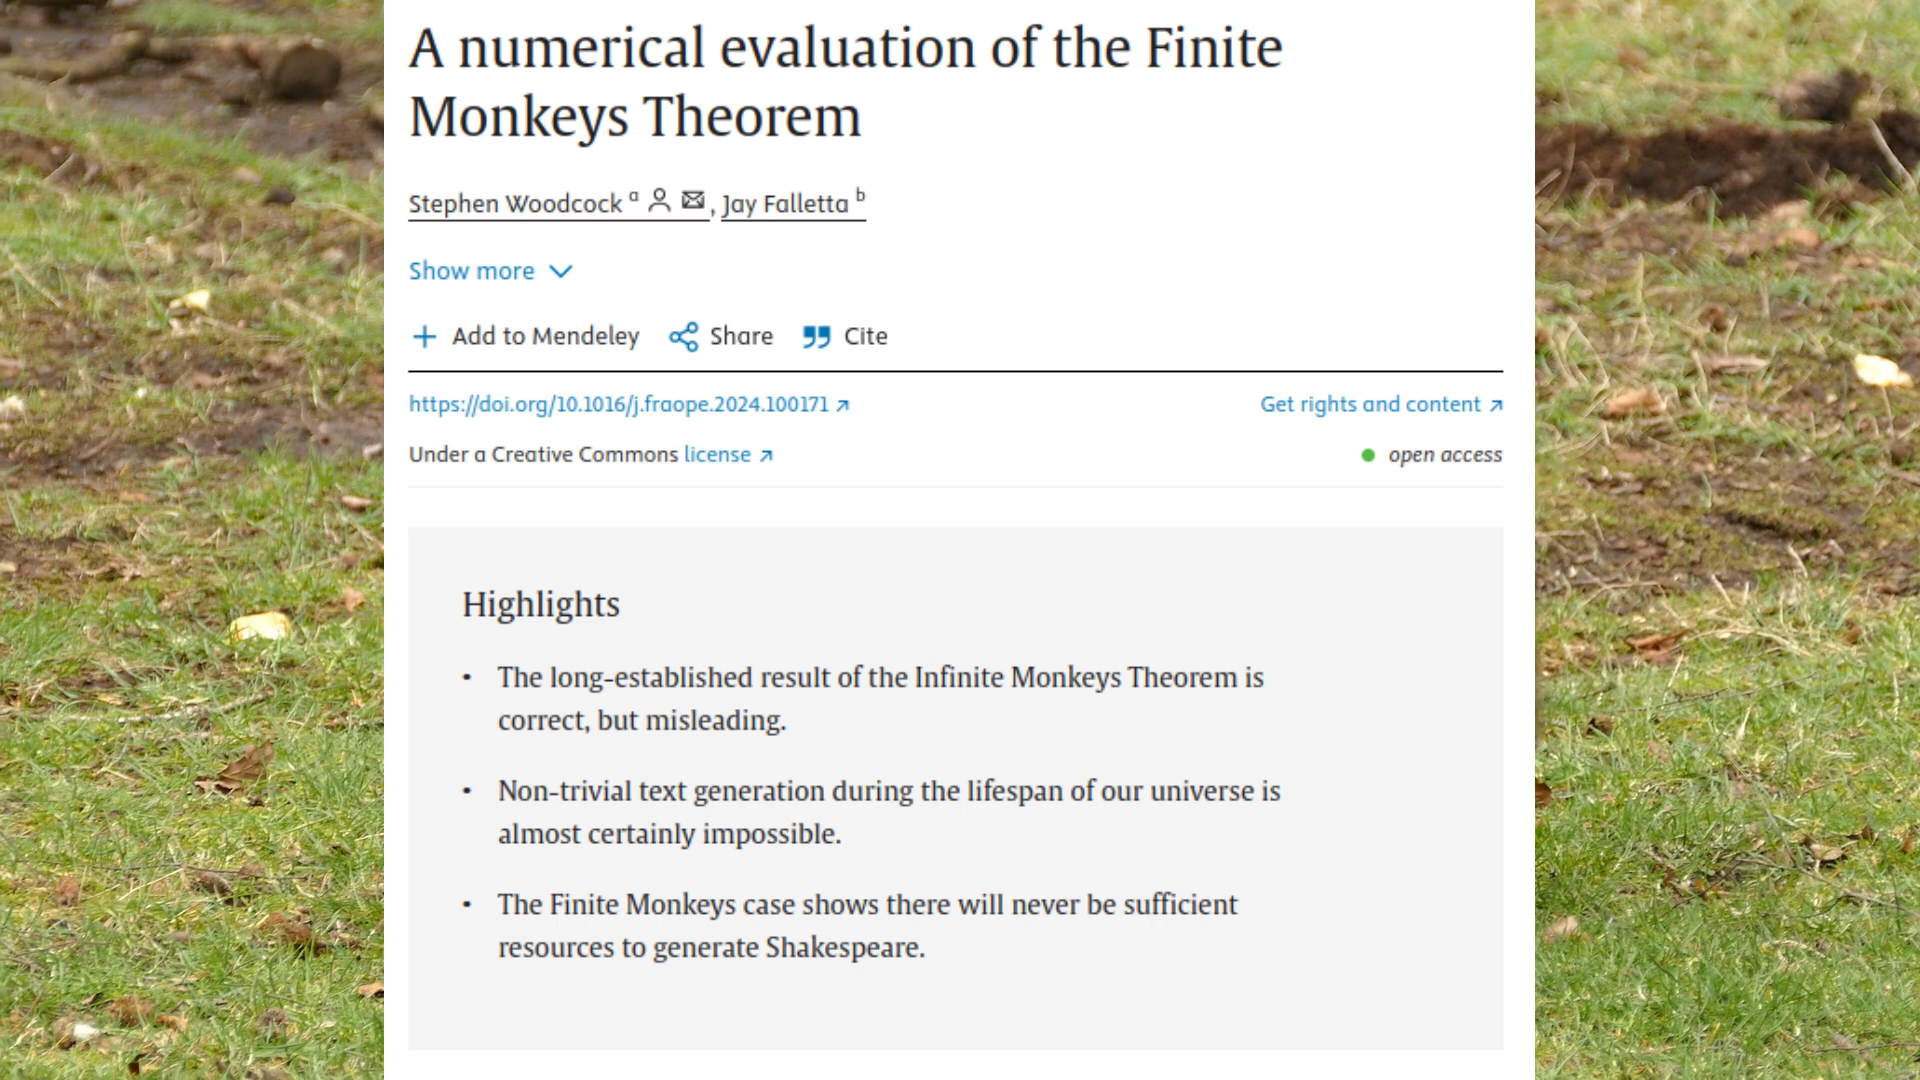 A numerical evaluation of the Finite
Monkeys Theorem
Stephen Woodcock a , Jay Falletta b
Show more
Add to Mendeley Share Cite
https://doi.org/10.1016/j.fraope.2024.100171 Get rights and content
Under a Creative Commons license open access
Highlights
• The long-established result of the Infinite Monkeys Theorem is
correct, but misleading.
• Non-trivial text generation during the lifespan of our universe is
almost certainly impossible.
• The Finite Monkeys case shows there will never be sufficient
resources to generate Shakespeare.